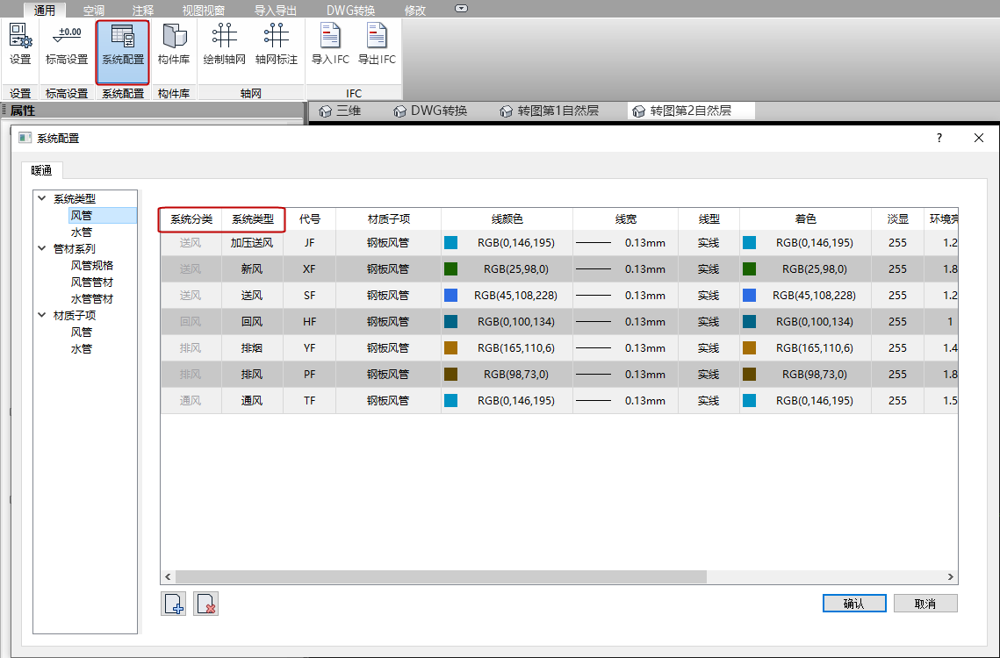 通用 空调 注释 视图视窗 导入导出 DWG转换 修改
±0.00
设置 标高设置 系统配置 构件库 绘制轴网 轴网标注 导入IFC 导出IFC
设置 标高设置 系统配置 构件库 轴网 IFC
属性 三维 DWG转换 转图第1自然层 转图第2自然层
系统配置 ?
暖通
系统类型
风管
水管
管材系列
风管规格
风管管材
水管管材
材质子项
风管
水管
系统分类 系统类型 代号 材质子项 线颜色 线宽 线型 着色 淡显 环境亮
送风 加压送风 JF 钢板风管 RGB(0,146,195) 0.13mm 实线 RGB(0,146,195) 255 1.2
送风 新风 XF 钢板风管 RGB(25,98,0) 0.13mm 实线 RGB(25,98,0) 255 1.8
送风 送风 SF 钢板风管 RGB(45,108,228) 0.13mm 实线 RGB(45,108,228) 255 1.2
回风 回风 HF 钢板风管 RGB(0,100,134) 0.13mm 实线 RGB(0,100,134) 255 1
排风 排烟 YF 钢板风管 RGB(165,110,6) 0.13mm 实线 RGB(165,110,6) 255 1.4
排风 排风 PF 钢板风管 RGB(98,73,0) 0.13mm 实线 RGB(98,73,0) 255 1.8
通风 通风 TF 钢板风管 RGB(0,146,195) 0.13mm 实线 RGB(0,146,195) 255 1.5
确认 取消